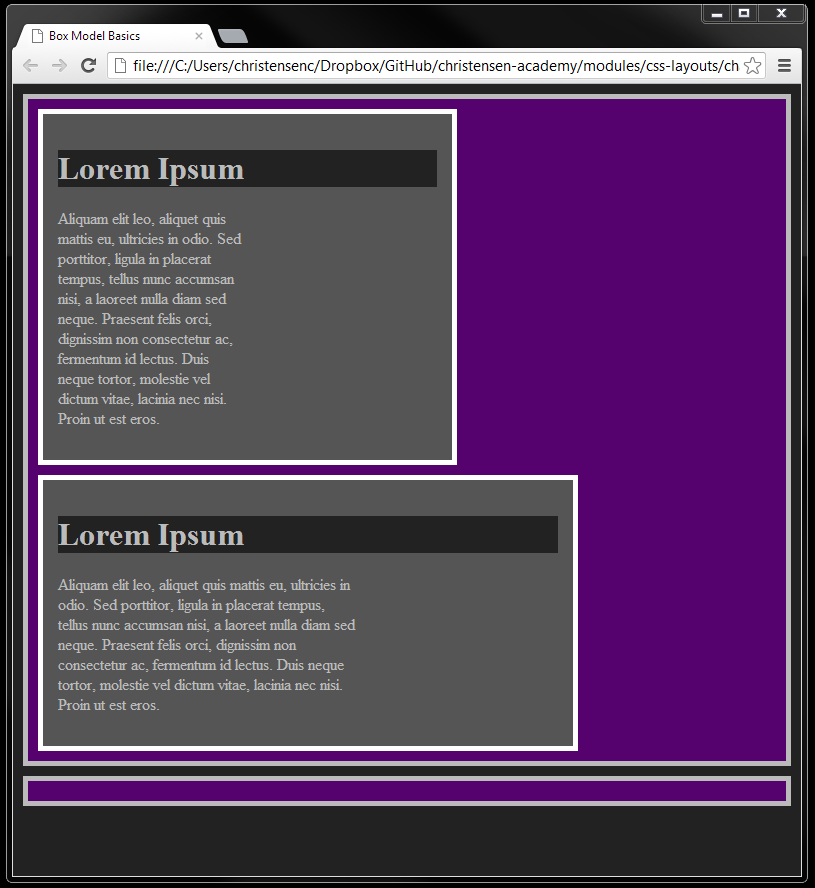 Box Model Basics
file:///C:/Users/christensenc/Dropbox/GitHub/christensen-academy/modules/css-layouts/ch
Lorem Ipsum
Aliquam elit leo, aliquet quis
mattis eu, ultricies in odio. Sed
porttitor, ligula in placerat
tempus, tellus nunc accumsan
nisi, a laoreet nulla diam sed
neque. Praesent felis orci,
dignissim non consectetur ac,
fermentum id lectus. Duis
neque tortor, molestie vel
dictum vitae, lacinia nec nisi.
Proin ut est eros.
Lorem Ipsum
Aliquam elit leo, aliquet quis mattis eu, ultricies in
odio. Sed porttitor, ligula in placerat tempus,
tellus nunc accumsan nisi, a laoreet nulla diam sed
neque. Praesent felis orci, dignissim non
consectetur ac, fermentum id lectus. Duis neque
tortor, molestie vel dictum vitae, lacinia nec nisi.
Proin ut est eros.